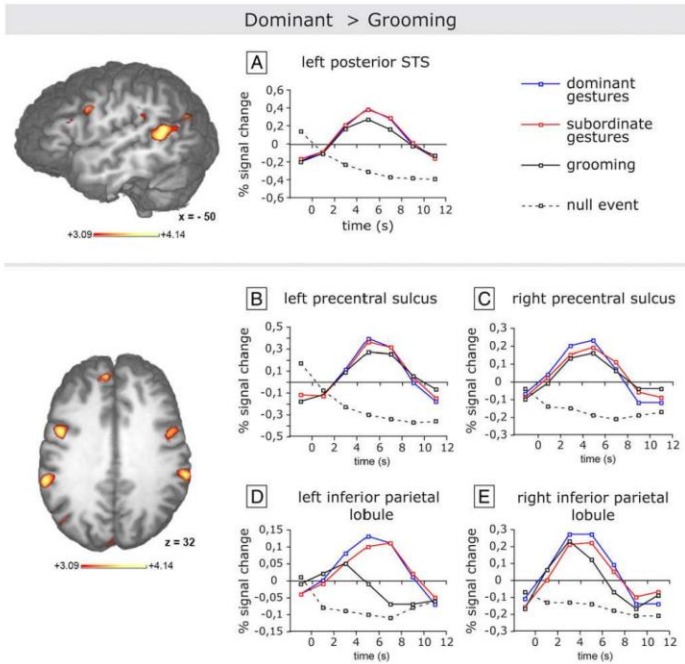 Dominant > Grooming
A left posterior STS
0,6
0,4
0,2
0
-0,2
-0,4
-0,6
% signal change
0 2 4 6 8 10 12
time (s)
dominant
gestures
subordinate
gestures
grooming
null event
x = - 50
+3.09 +4.14
B left precentral sulcus
0,5
0,3
0,1
-0,1
-0,3
-0,5
% signal change
0 2 4 6 8 10 12
time (s)
C right precentral sulcus
0,3
0,2
0,1
0
-0,1
-0,2
-0,3
% signal change
0 2 4 6 8 10 12
time (s)
z = 32
+3.09 +4.14
D left inferior parietal
lobule
0,15
0,1
0,05
0
-0,05
-0,1
-0,15
% signal change
0 2 4 6 8 10 12
time (s)
E right inferior parietal
lobule
0,3
0,2
0,1
0
-0,1
-0,2
-0,3
% signal change
0 2 4 6 8 10 12
time (s)